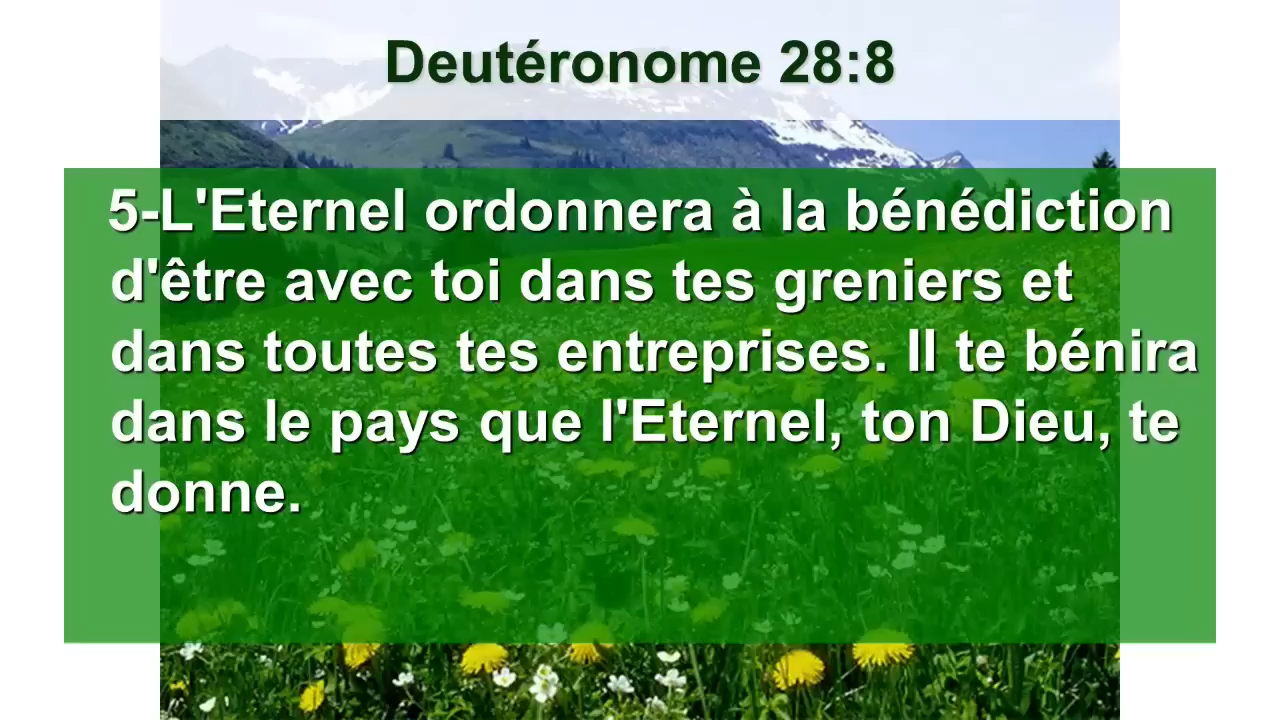 Deutéronome 28:8
5-L'Eternel ordonnera à la bénédiction
d'être avec toi dans tes greniers et
dans toutes tes entreprises. Il te bénira
dans le pays que l'Eternel, ton Dieu, te
donne.